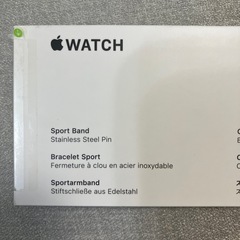 WATCH
Sport Band
Stainless Steel Pin
Bracelet Sport
Fermeture à clou en acier inoxydable
Sportarmband
Stiftschließe aus Edelstahl